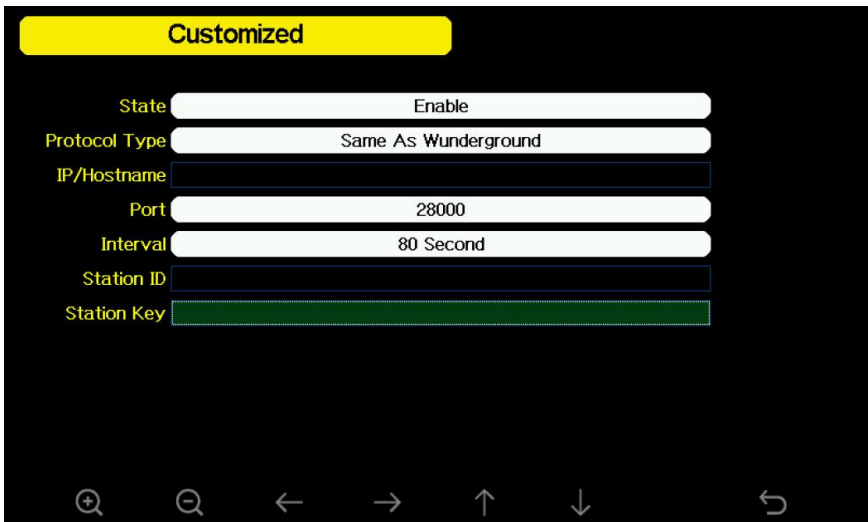 Customized
State Enable
Protocol Type Same As Wunderground
IP/Hostname
Port 28000
Interval 80 Second
Station ID
Station Key